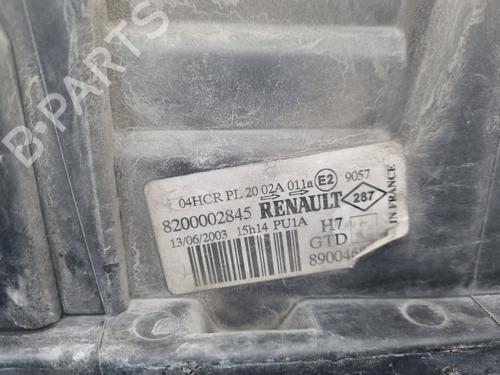 B-PARTS
04HCR PL 20 02A 011a E2 9057
8200002845 RENAULT 287
13/06/2003 15h14 PU1A H7
GTD
890046
IN FRANCE